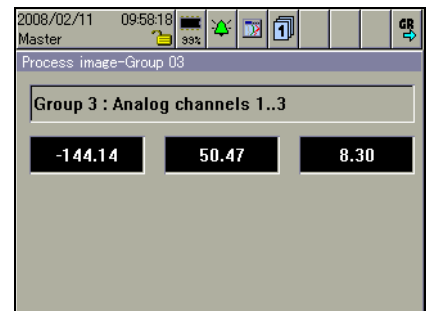 2008/02/11 09:58:18
Master
99%
1
GR
Process image-Group 03
Group 3 : Analog channels 1..3
-144.14 50.47 8.30